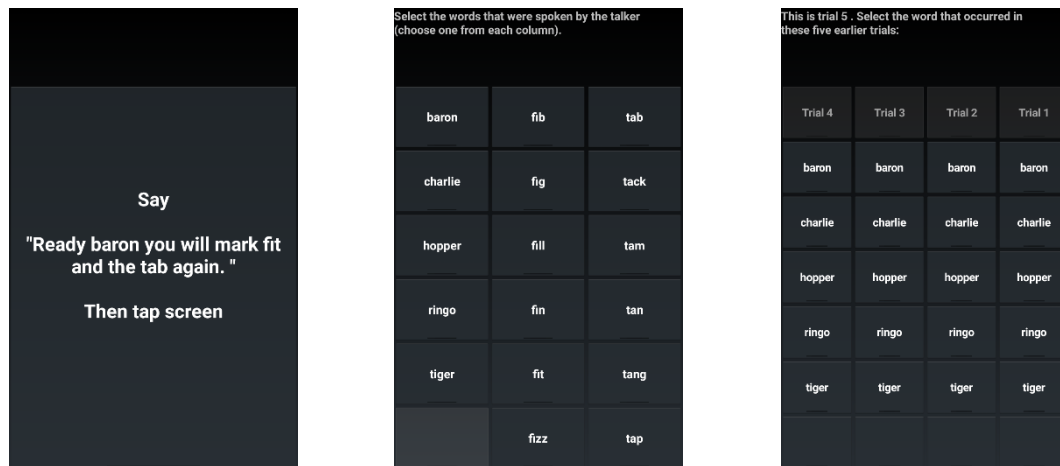 Say
"Ready baron you will mark fit
and the tab again. "
Then tap screen
Select the words that were spoken by the talker
(choose one from each column).
baron fib tab
charlie fig tack
hopper fill tam
ringo fin tan
tiger fit tang
fizz tap
This is trial 5 . Select the word that occurred in
these five earlier trials:
Trial 4 Trial 3 Trial 2 Trial 1
baron baron baron baron
charlie charlie charlie charlie
hopper hopper hopper hopper
ringo ringo ringo ringo
tiger tiger tiger tiger